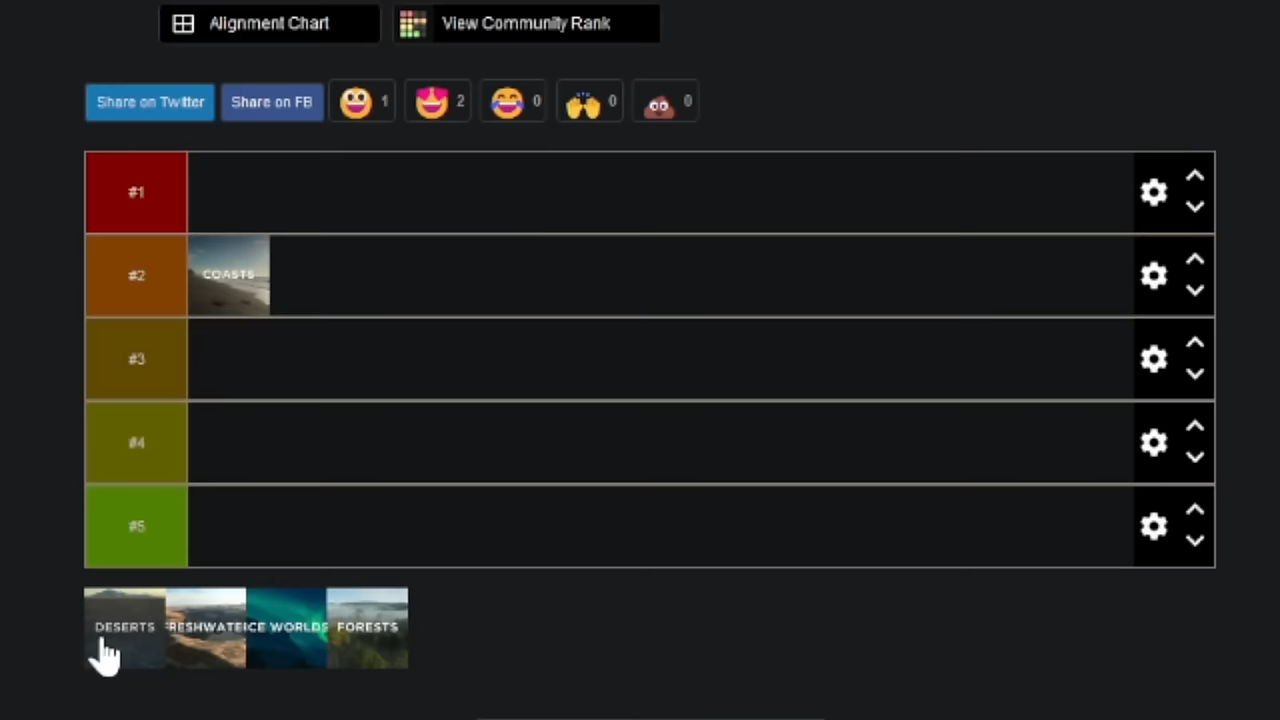 Alignment Chart
View Community Rank
Share on Twitter
Share on FB
1
2
0
0
0
#1
#2
COASTS
#3
#4
#5
DESERTS
RESHWATE
ICE WORLDS
FORESTS